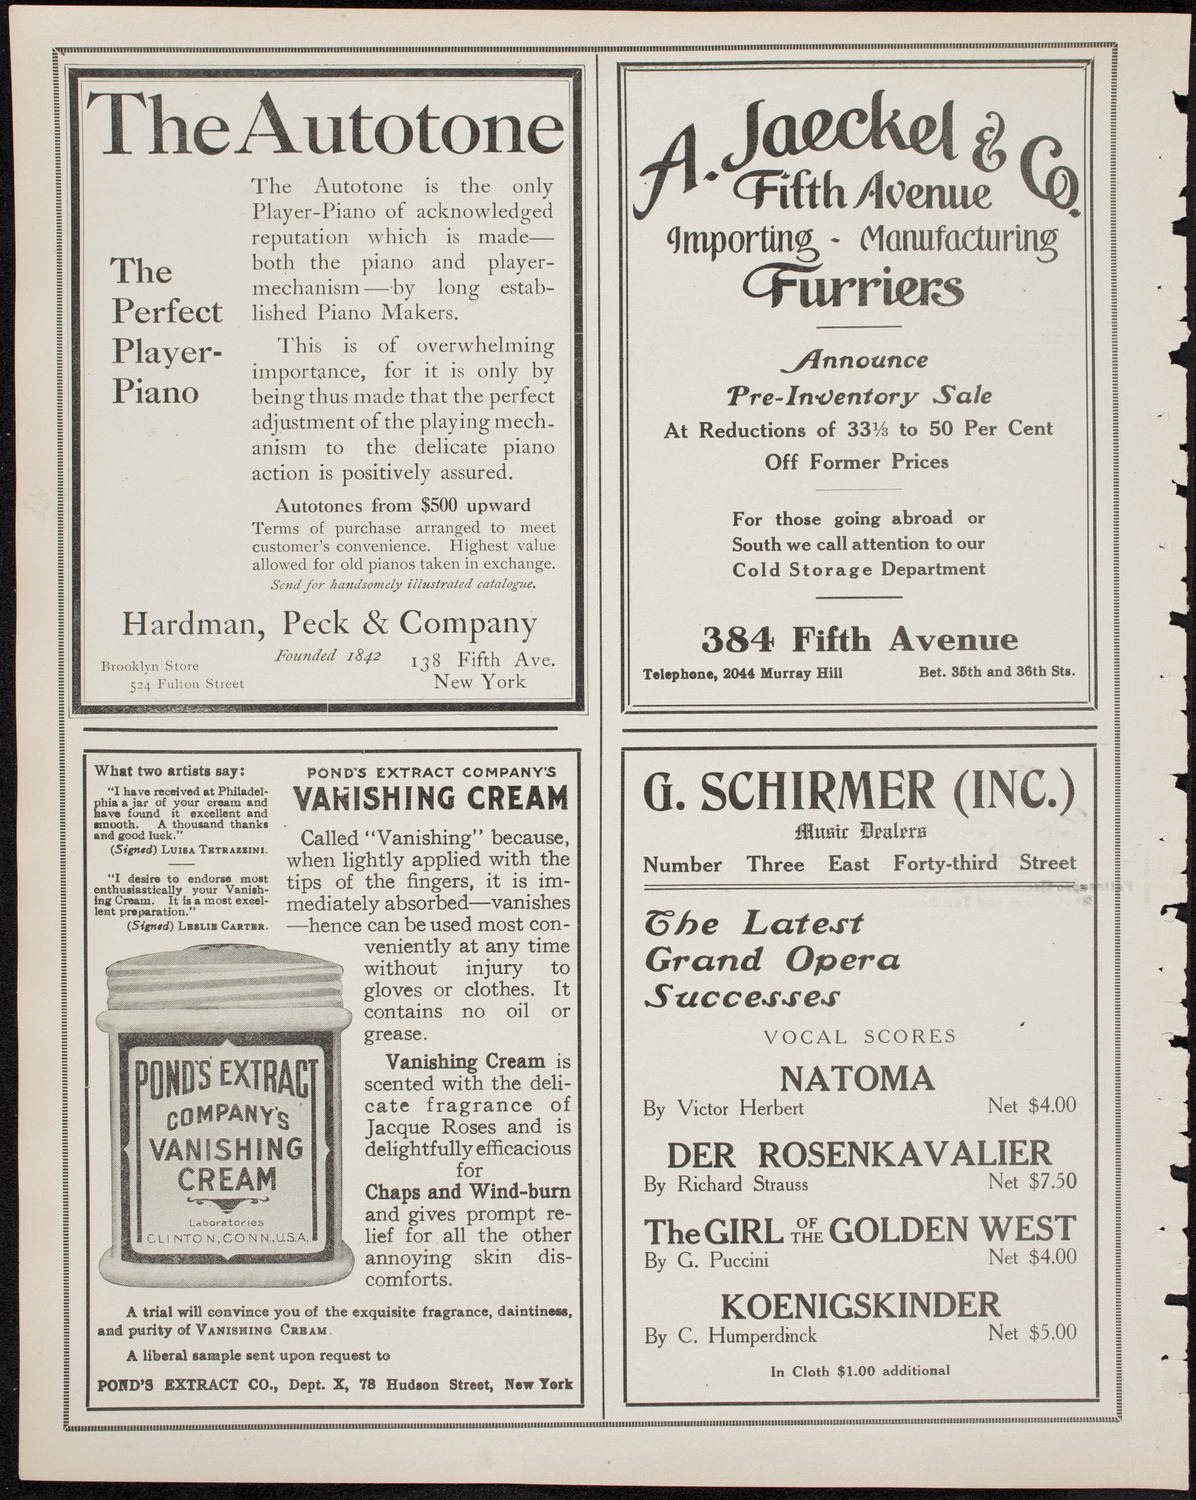 The Autotone
The
Perfect
Player-
Piano
The Autotone is the only
Player-Piano of acknowledged
reputation which is made—
both the piano and player-
mechanism—by long estab-
lished Piano Makers.
This is of overwhelming
importance, for it is only by
being thus made that the perfect
adjustment of the playing mech-
anism to the delicate piano
action is positively assured.
Autotones from $500 upward
Terms of purchase arranged to meet
customer's convenience. Highest value
allowed for old pianos taken in exchange.
Send for handsomely illustrated catalogue.
Hardman, Peck & Company
Brooklyn Store
524 Fulton Street
Founded 1842
138 Fifth Ave.
New York
A. Jaeckel & Co.
Fifth Avenue
Importing - Manufacturing
Furriers
Announce
Pre-Inventory Sale
At Reductions of 33⅓ to 50 Per Cent
Off Former Prices
For those going abroad or
South we call attention to our
Cold Storage Department
384 Fifth Avenue
Telephone, 2044 Murray Hill Bet. 35th and 36th Sts.
What two artists say:
"I have received at Philadel-
phia a jar of your cream and
have found it excellent and
smooth. A thousand thanks
and good luck."
(Signed) LUISA TETRAZZINI.
"I desire to endorse most
enthusiastically your Vanish-
ing Cream. It is a most excel-
lent preparation."
(Signed) LESLIE CARTER.
POND'S EXTRACT COMPANY'S
VANISHING CREAM
Called "Vanishing" because,
when lightly applied with the
tips of the fingers, it is im-
mediately absorbed—vanishes
—hence can be used most con-
veniently at any time
without injury to
gloves or clothes. It
contains no oil or
grease.
Vanishing Cream is
scented with the deli-
cate fragrance of
Jacque Roses and is
delightfully efficacious
for
Chaps and Wind-burn
and gives prompt re-
lief for all the other
annoying skin dis-
comforts.
POND'S EXTRACT
COMPANY'S
VANISHING
CREAM
Laboratories
CLINTON, CONN., U.S.A.
A trial will convince you of the exquisite fragrance, daintiness,
and purity of VANISHING CREAM.
A liberal sample sent upon request to
POND'S EXTRACT CO., Dept. X, 78 Hudson Street, New York
G. SCHIRMER (INC.)
Music Dealers
Number Three East Forty-third Street
The Latest
Grand Opera
Successes
VOCAL SCORES
NATOMA
By Victor Herbert Net $4.00
DER ROSENKAVALIER
By Richard Strauss Net $7.50
The GIRL OF THE GOLDEN WEST
By G. Puccini Net $4.00
KOENIGSKINDER
By C. Humperdinck Net $5.00
In Cloth $1.00 additional